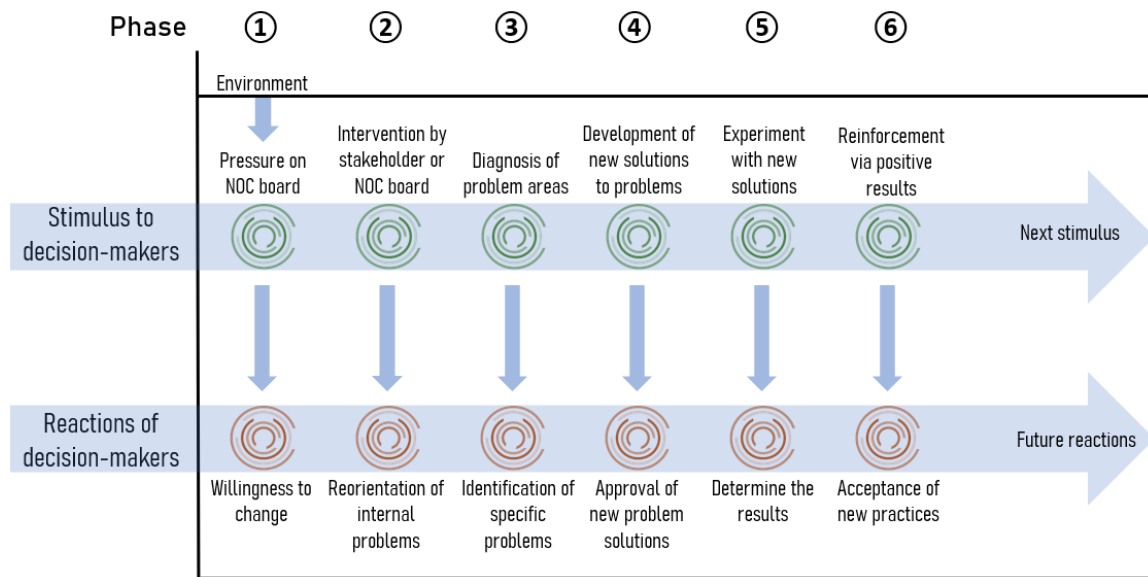 Phase
①
②
③
④
⑤
⑥
Environment
Pressure on
NOC board
Intervention by
stakeholder or
NOC board
Diagnosis of
problem areas
Development of
new solutions
to problems
Experiment
with new
solutions
Reinforcement
via positive
results
Stimulus to
decision-makers
Next stimulus
Reactions of
decision-makers
Future reactions
Willingness to
change
Reorientation of
internal
problems
Identification of
specific
problems
Approval of
new problem
solutions
Determine the
results
Acceptance of
new practices